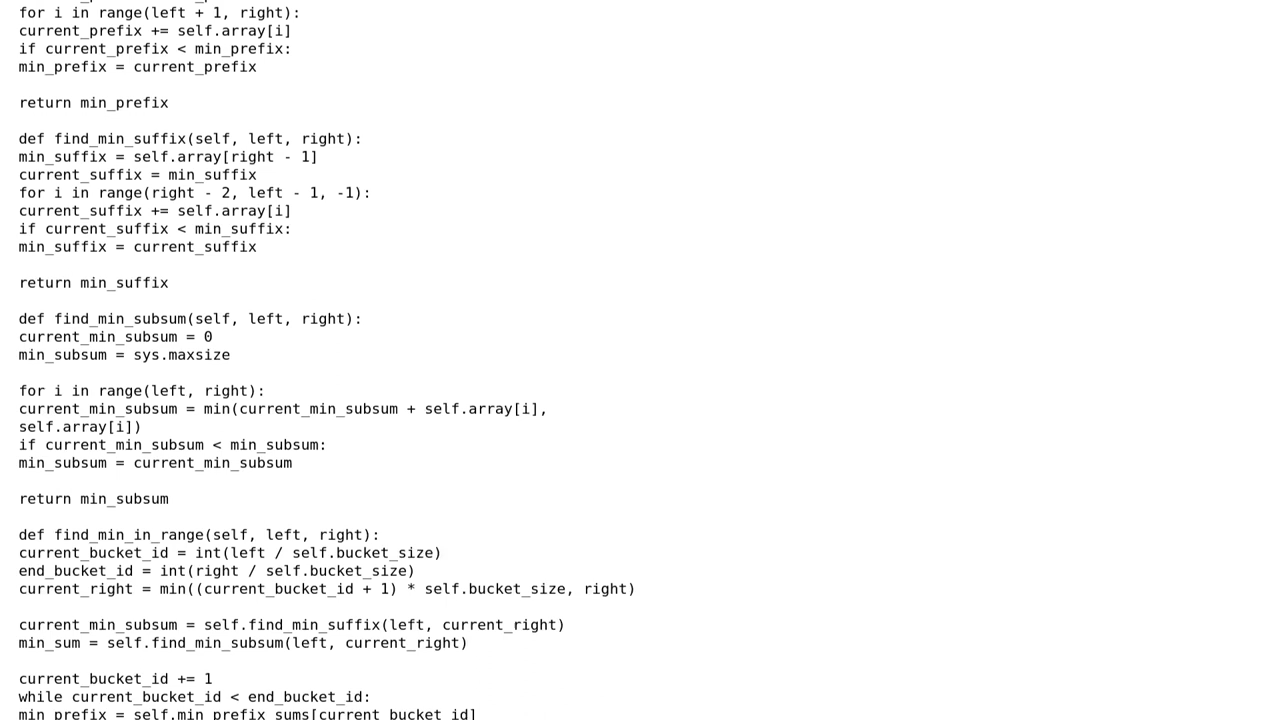 for i in range(left + 1, right):
current_prefix += self.array[i]
if current_prefix < min_prefix:
min_prefix = current_prefix

return min_prefix

def find_min_suffix(self, left, right):
min_suffix = self.array[right - 1]
current_suffix = min_suffix
for i in range(right - 2, left - 1, -1):
current_suffix += self.array[i]
if current_suffix < min_suffix:
min_suffix = current_suffix

return min_suffix

def find_min_subsum(self, left, right):
current_min_subsum = 0
min_subsum = sys.maxsize

for i in range(left, right):
current_min_subsum = min(current_min_subsum + self.array[i],
self.array[i])
if current_min_subsum < min_subsum:
min_subsum = current_min_subsum

return min_subsum

def find_min_in_range(self, left, right):
current_bucket_id = int(left / self.bucket_size)
end_bucket_id = int(right / self.bucket_size)
current_right = min((current_bucket_id + 1) * self.bucket_size, right)

current_min_subsum = self.find_min_suffix(left, current_right)
min_sum = self.find_min_subsum(left, current_right)

current_bucket_id += 1
while current_bucket_id < end_bucket_id:
min_prefix = self.min_prefix_sums[current_bucket_id]